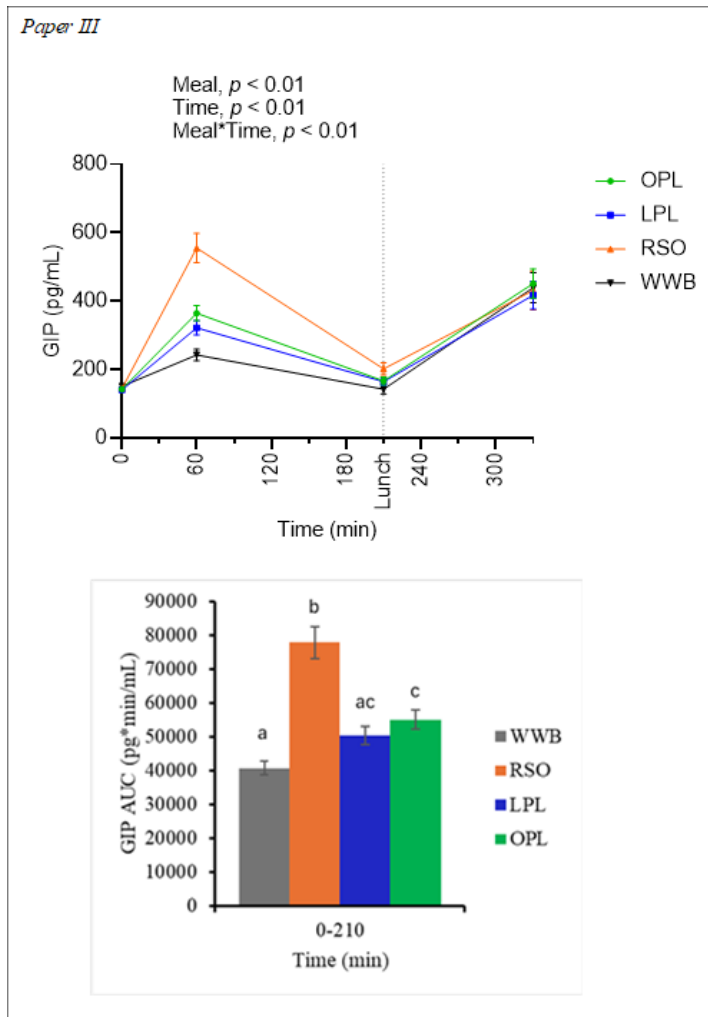 Paper III
Meal, p < 0.01
Time, p < 0.01
Meal*Time, p < 0.01
800
600
400
200
0
GIP (pg/mL)
0
60
120
180
Lunch
240
300
Time (min)
OPL
LPL
RSO
WWB
90000
80000
70000
60000
50000
40000
30000
20000
10000
0
GIP AUC (pg*min/mL)
a
b
ac
c
0-210
Time (min)
WWB
RSO
LPL
OPL